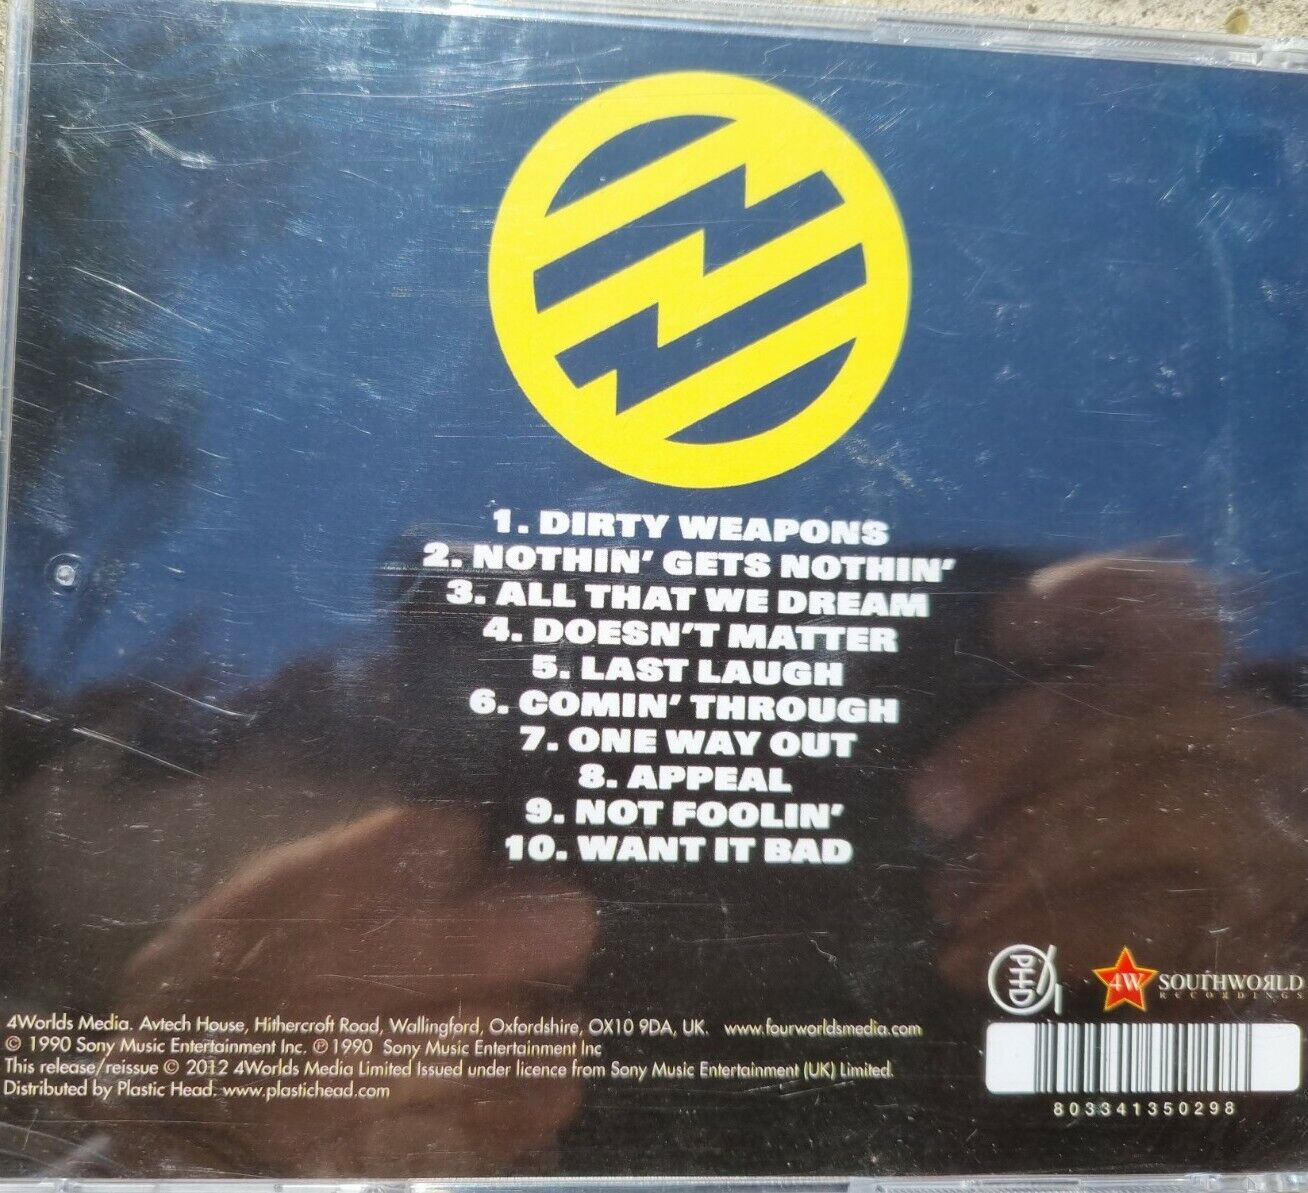 1. DIRTY WEAPONS
2. NOTHIN' GETS NOTHIN'
3. ALL THAT WE DREAM
4. DOESN'T MATTER
5. LAST LAUGH
6. COMIN' THROUGH
7. ONE WAY OUT
8. APPEAL
9. NOT FOOLIN'
10. WANT IT BAD
PHD
4W SOUTHWOЯLD
RECORDINGS
4Worlds Media. Avtech House, Hithercroft Road, Wallingford, Oxfordshire, OX10 9DA, UK. www.fourworldsmedia.com
© 1990 Sony Music Entertainment Inc. ℗ 1990 Sony Music Entertainment Inc
This release/reissue © 2012 4Worlds Media Limited Issued under licence from Sony Music Entertainment (UK) Limited.
Distributed by Plastic Head. www.plastichead.com
803341350298